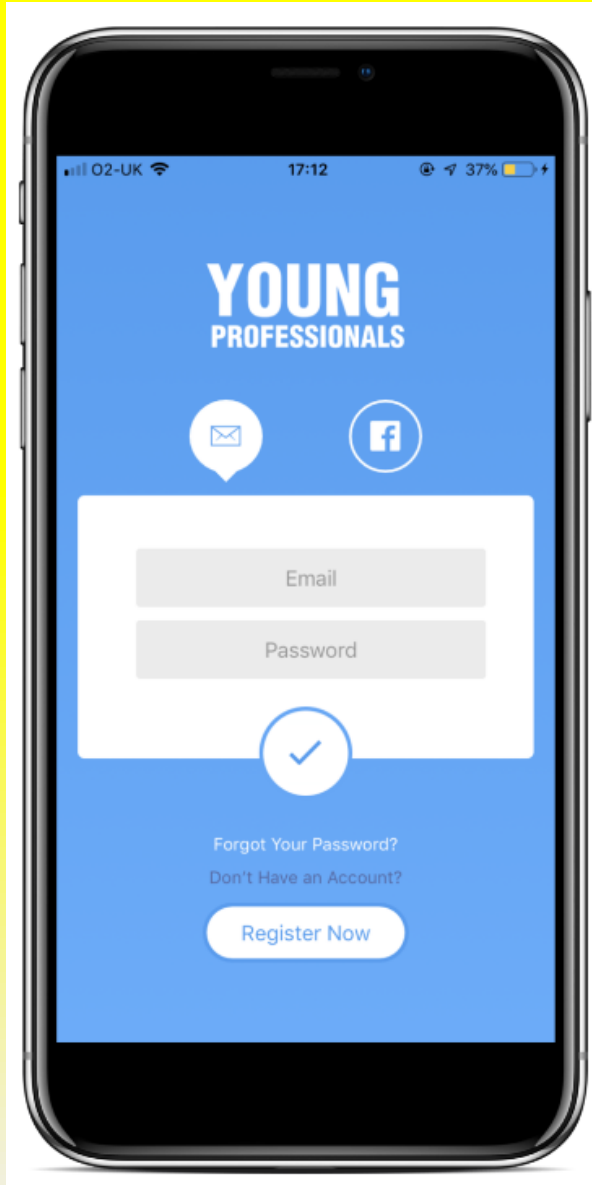 O2-UK 17:12 37%
YOUNG
PROFESSIONALS
f
Email
Password
Forgot Your Password?
Don't Have an Account?
Register Now